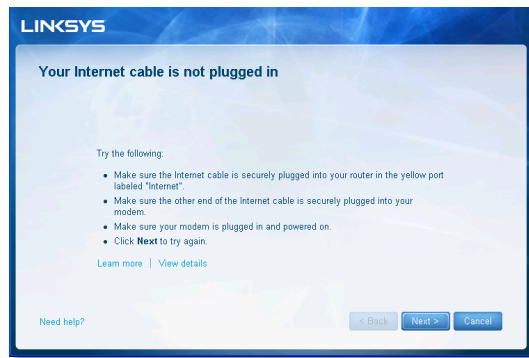 LINKSYS
Your Internet cable is not plugged in
Try the following:
• Make sure the Internet cable is securely plugged into your router in the yellow port
labeled "Internet".
• Make sure the other end of the Internet cable is securely plugged into your
modem.
• Make sure your modem is plugged in and powered on.
• Click Next to try again.
Learn more | View details
Need help? < Back Next > Cancel